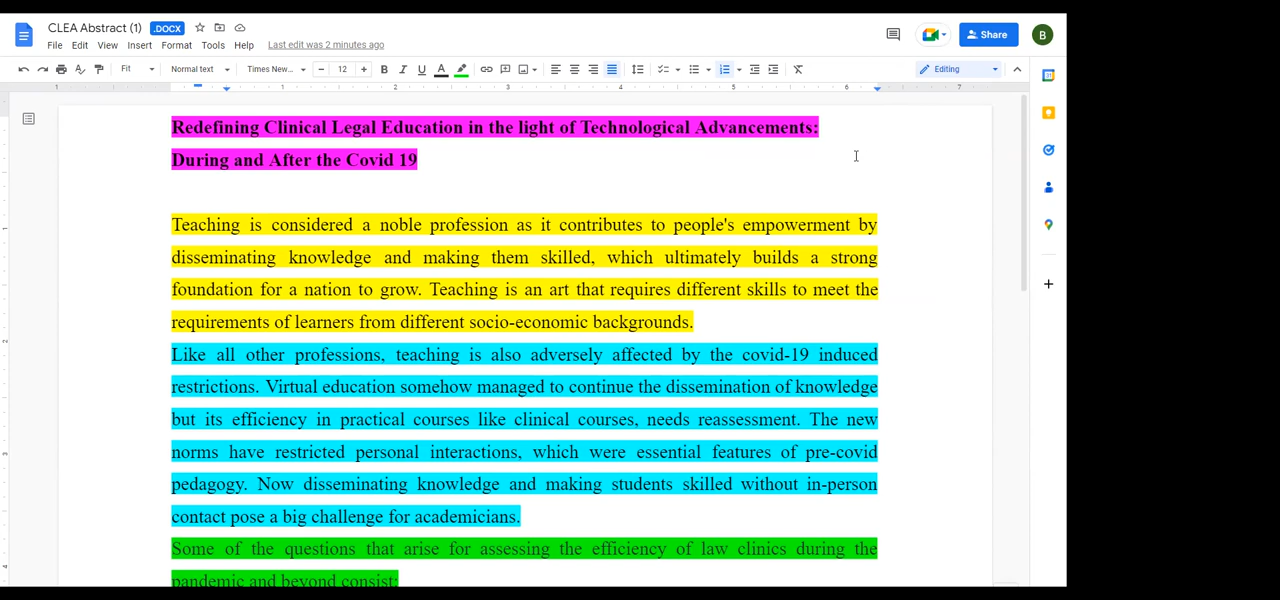 CLEA Abstract (1) .DOCX
File Edit View Insert Format Tools Help Last edit was 2 minutes ago
Share B
Fit Normal text Times New... 12 B I U A Editing
1 1 2 3 4 5 6 7
Redefining Clinical Legal Education in the light of Technological Advancements:
During and After the Covid 19
Teaching is considered a noble profession as it contributes to people's empowerment by
disseminating knowledge and making them skilled, which ultimately builds a strong
foundation for a nation to grow. Teaching is an art that requires different skills to meet the
requirements of learners from different socio-economic backgrounds.
Like all other professions, teaching is also adversely affected by the covid-19 induced
restrictions. Virtual education somehow managed to continue the dissemination of knowledge
but its efficiency in practical courses like clinical courses, needs reassessment. The new
norms have restricted personal interactions, which were essential features of pre-covid
pedagogy. Now disseminating knowledge and making students skilled without in-person
contact pose a big challenge for academicians.
Some of the questions that arise for assessing the efficiency of law clinics during the
pandemic and beyond consist: